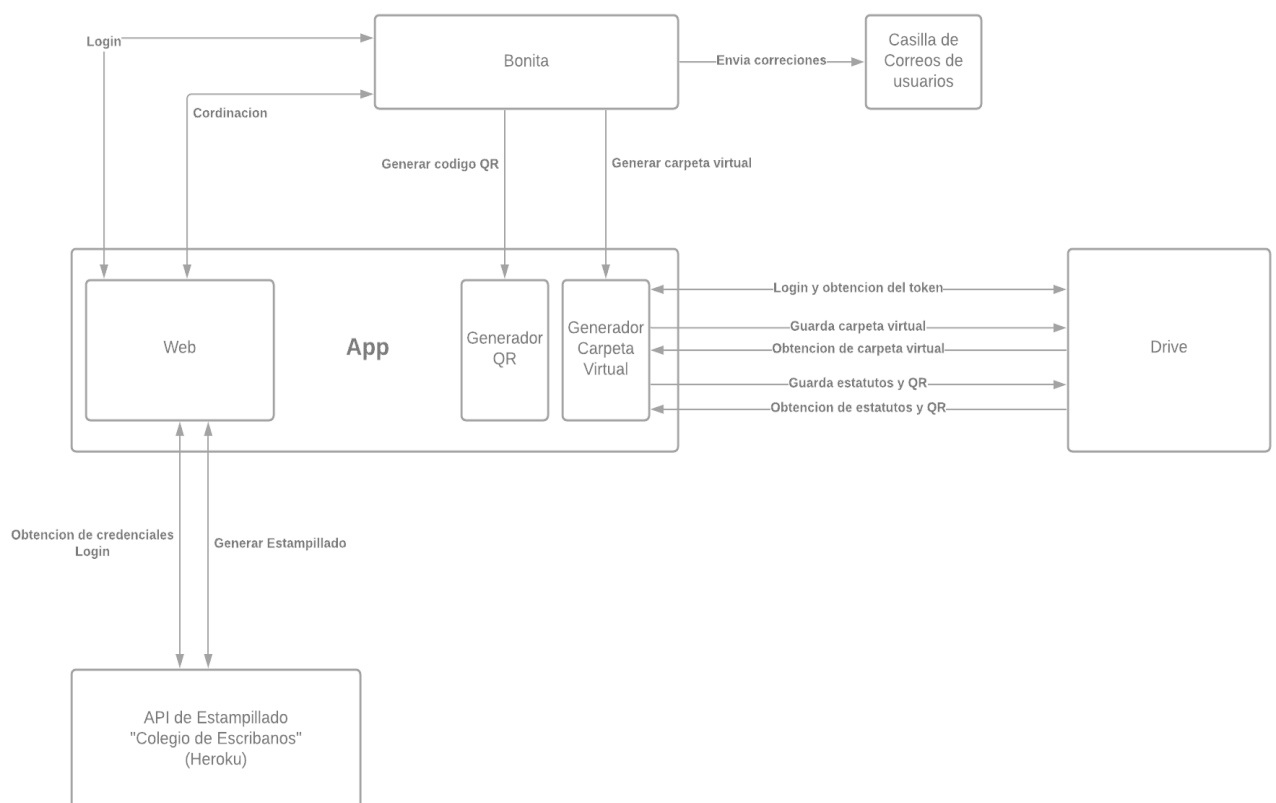 Login
Bonita
Envia correciones
Casilla de
Correos de
usuarios
Cordinacion
Generar codigo QR
Generar carpeta virtual
Web
App
Generador
QR
Generador
Carpeta
Virtual
Login y obtencion del token
Guarda carpeta virtual
Obtencion de carpeta virtual
Guarda estatutos y QR
Obtencion de estatutos y QR
Drive
Obtencion de credenciales
Login
Generar Estampillado
API de Estampillado
"Colegio de Escribanos"
(Heroku)